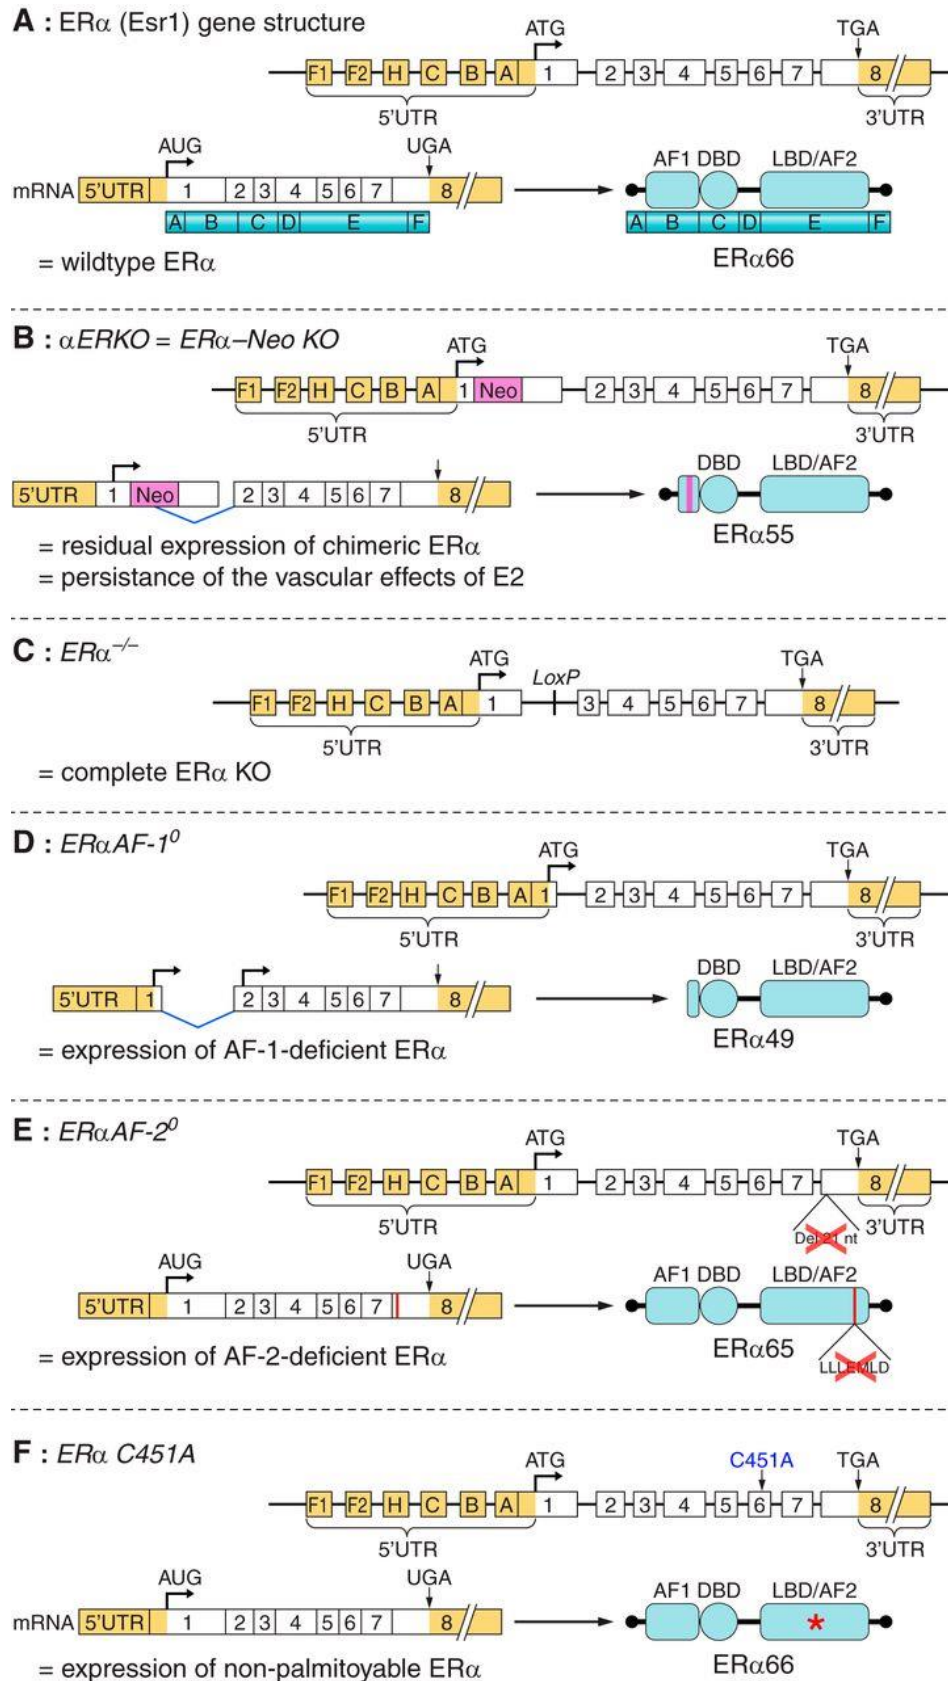 A : ERα (Esr1) gene structure
ATG TGA
F1 F2 H C B A 1 2 3 4 5 6 7 8
5'UTR 3'UTR
AUG UGA AF1 DBD LBD/AF2
mRNA 5'UTR 1 2 3 4 5 6 7 8
A B C D E F A B C D E F
= wildtype ERα ERα66
B : αERKO = ERα–Neo KO
ATG TGA
F1 F2 H C B A 1 Neo 2 3 4 5 6 7 8
5'UTR 3'UTR
DBD LBD/AF2
5'UTR 1 Neo 2 3 4 5 6 7 8
ERα55
= residual expression of chimeric ERα
= persistance of the vascular effects of E2
C : ERα–/–
ATG LoxP TGA
F1 F2 H C B A 1 3 4 5 6 7 8
5'UTR 3'UTR
= complete ERα KO
D : ERαAF-1⁰
ATG TGA
F1 F2 H C B A 1 2 3 4 5 6 7 8
5'UTR 3'UTR
DBD LBD/AF2
5'UTR 1 2 3 4 5 6 7 8
ERα49
= expression of AF-1-deficient ERα
E : ERαAF-2⁰
ATG TGA
F1 F2 H C B A 1 2 3 4 5 6 7 8
5'UTR Del 21 nt 3'UTR
AUG UGA AF1 DBD LBD/AF2
5'UTR 1 2 3 4 5 6 7 8
= expression of AF-2-deficient ERα ERα65
LLLEMLD
F : ERα C451A
ATG C451A TGA
F1 F2 H C B A 1 2 3 4 5 6 7 8
5'UTR 3'UTR
AUG UGA AF1 DBD LBD/AF2
mRNA 5'UTR 1 2 3 4 5 6 7 8 *
= expression of non-palmitoyable ERα ERα66